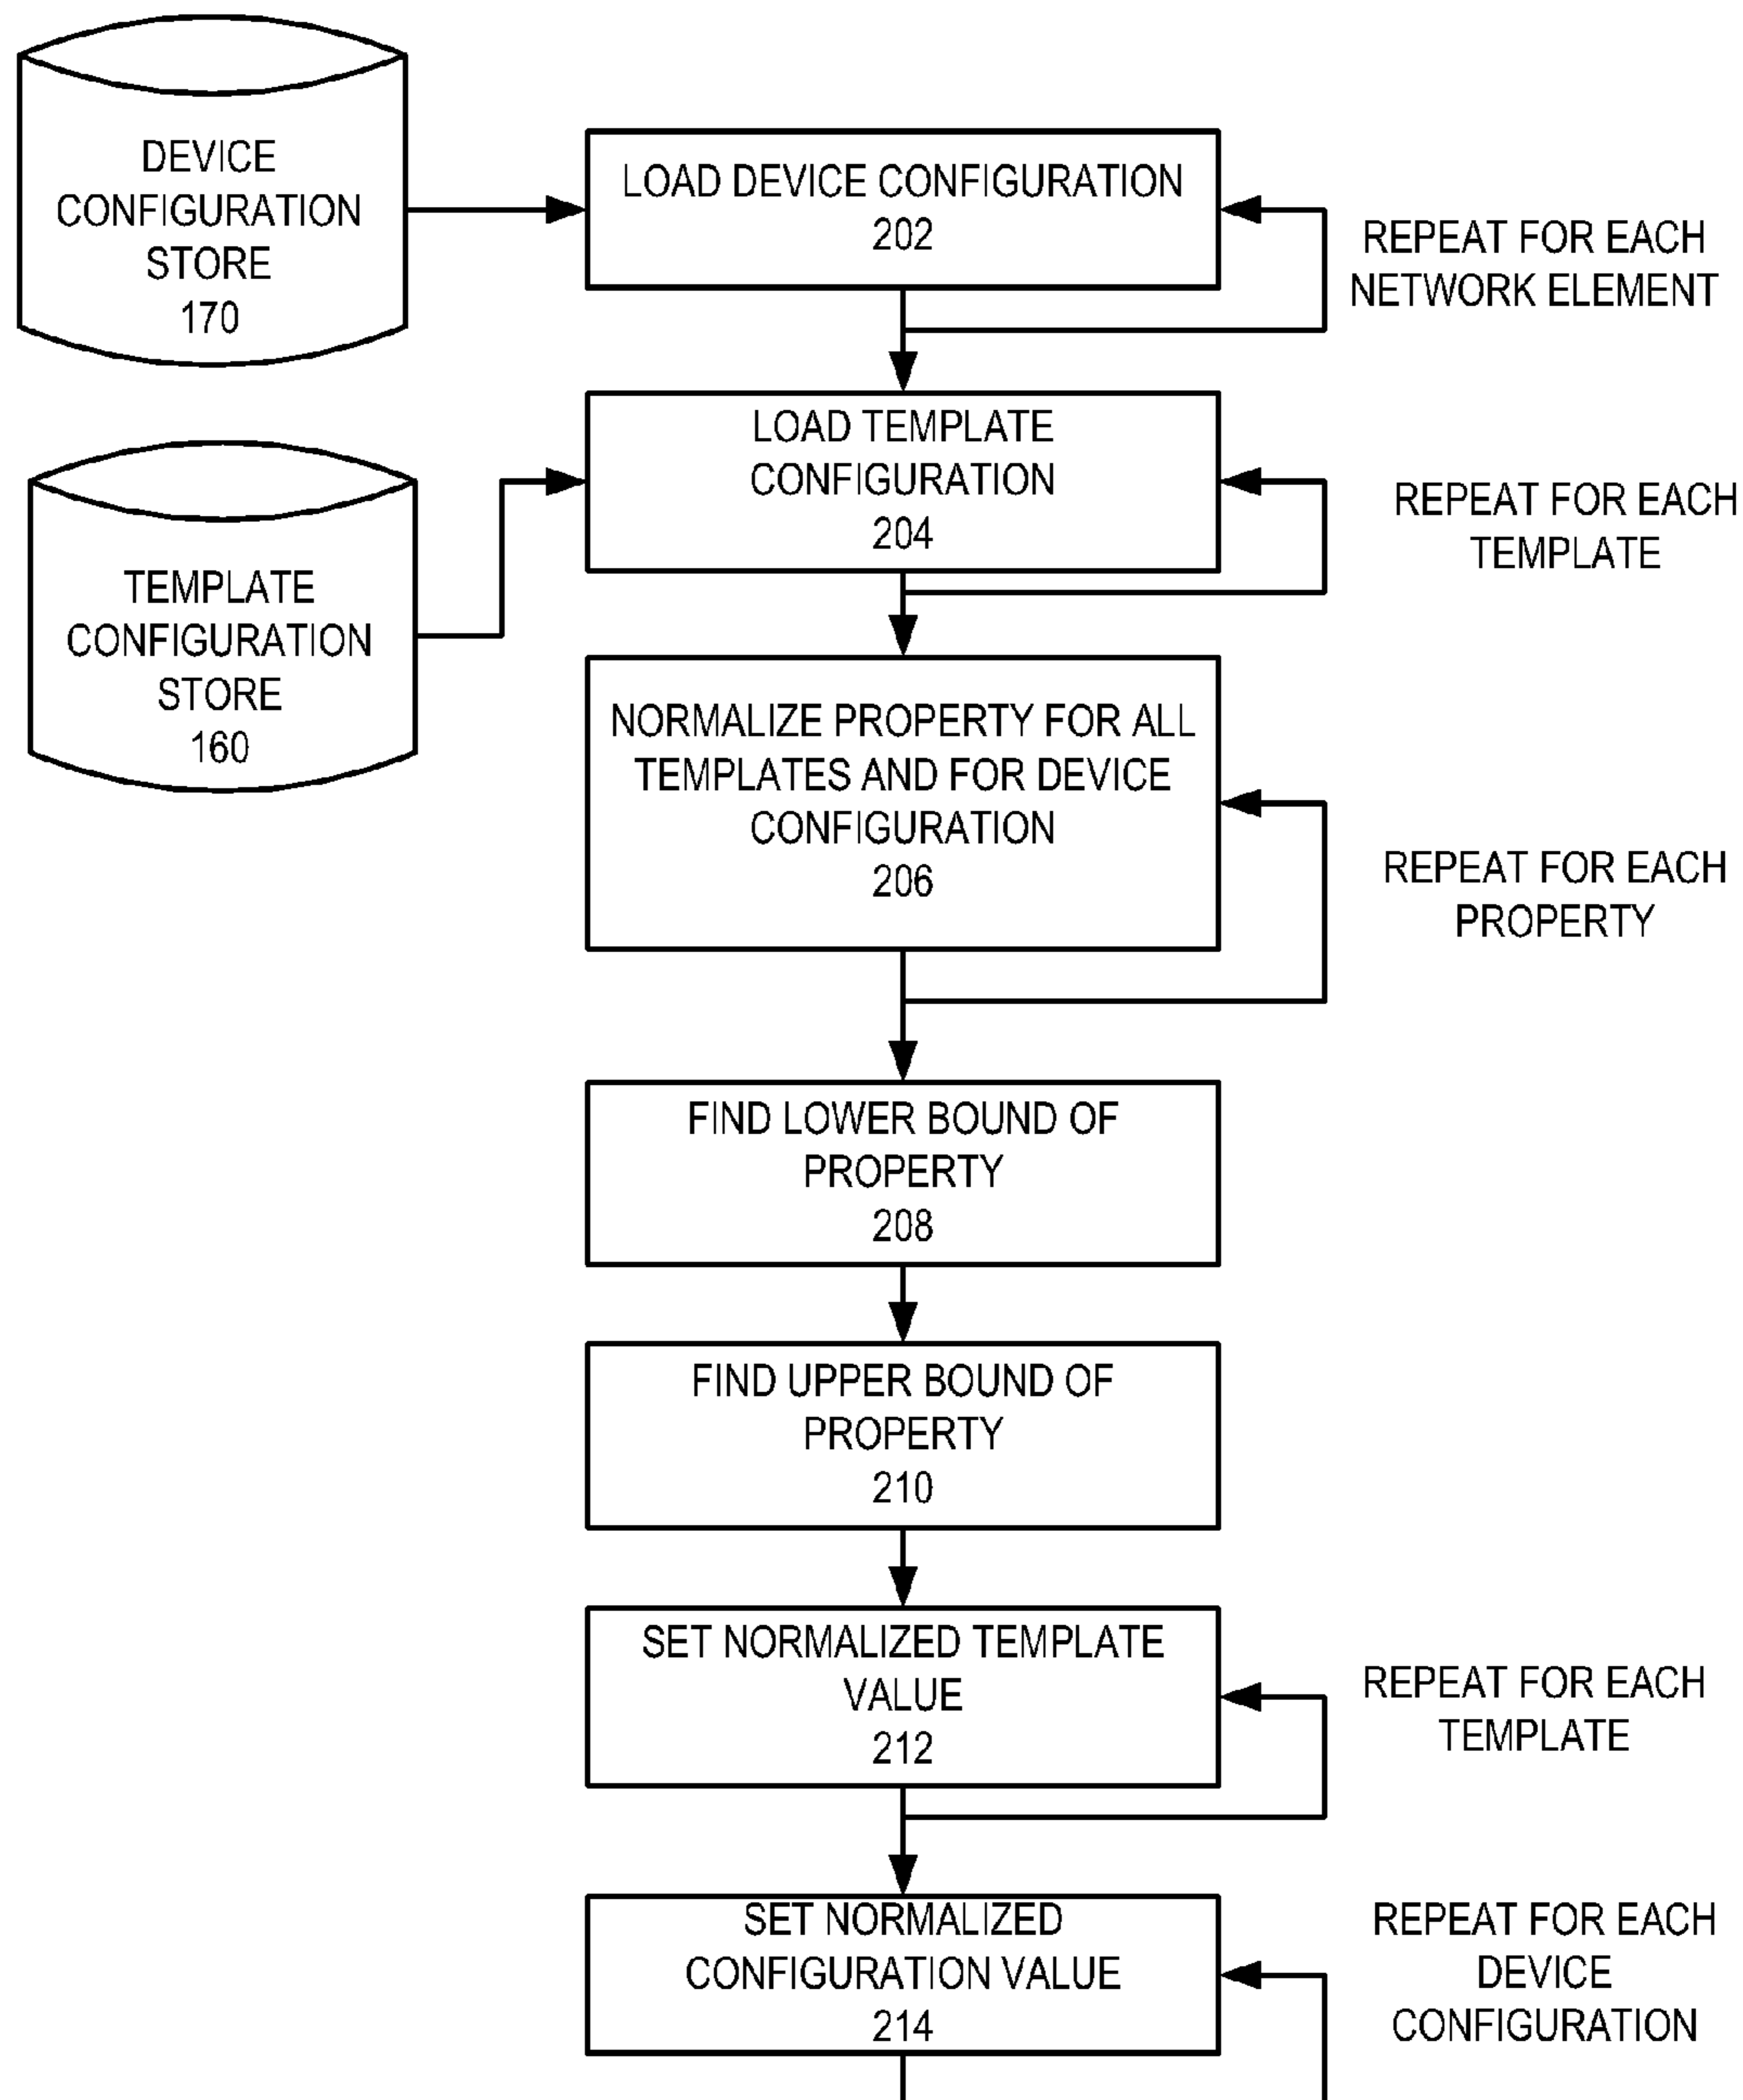 DEVICE
CONFIGURATION
STORE
170
LOAD DEVICE CONFIGURATION
202
REPEAT FOR EACH
NETWORK ELEMENT
TEMPLATE
CONFIGURATION
STORE
160
LOAD TEMPLATE
CONFIGURATION
204
REPEAT FOR EACH
TEMPLATE
NORMALIZE PROPERTY FOR ALL
TEMPLATES AND FOR DEVICE
CONFIGURATION
206
REPEAT FOR EACH
PROPERTY
FIND LOWER BOUND OF
PROPERTY
208
FIND UPPER BOUND OF
PROPERTY
210
SET NORMALIZED TEMPLATE
VALUE
212
REPEAT FOR EACH
TEMPLATE
SET NORMALIZED
CONFIGURATION VALUE
214
REPEAT FOR EACH
DEVICE
CONFIGURATION